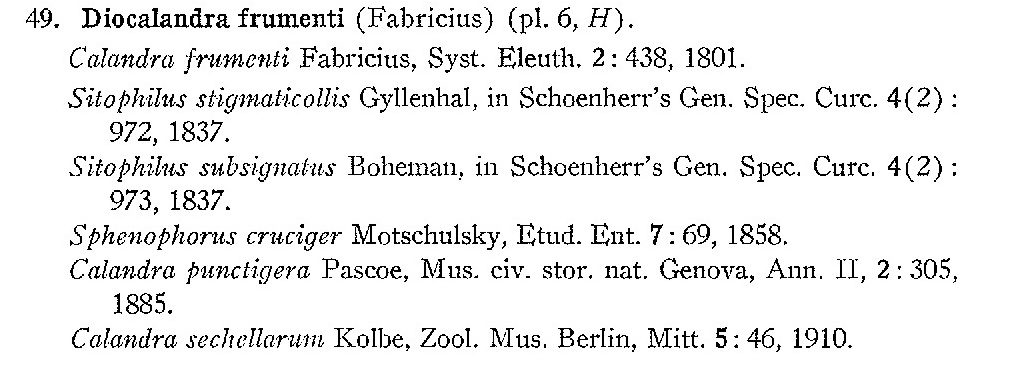 49. Diocalandra frumenti (Fabricius) (pl. 6, H).
Calandra frumenti Fabricius, Syst. Eleuth. 2: 438, 1801.
Sitophilus stigmaticollis Gyllenhal, in Schoenherr's Gen. Spec. Curc. 4(2):
972, 1837.
Sitophilus subsignatus Boheman, in Schoenherr's Gen. Spec. Curc. 4(2):
973, 1837.
Sphenophorus cruciger Motschulsky, Etud. Ent. 7: 69, 1858.
Calandra punctigera Pascoe, Mus. civ. stor. nat. Genova, Ann. II, 2: 305,
1885.
Calandra sechellarum Kolbe, Zool. Mus. Berlin, Mitt. 5: 46, 1910.